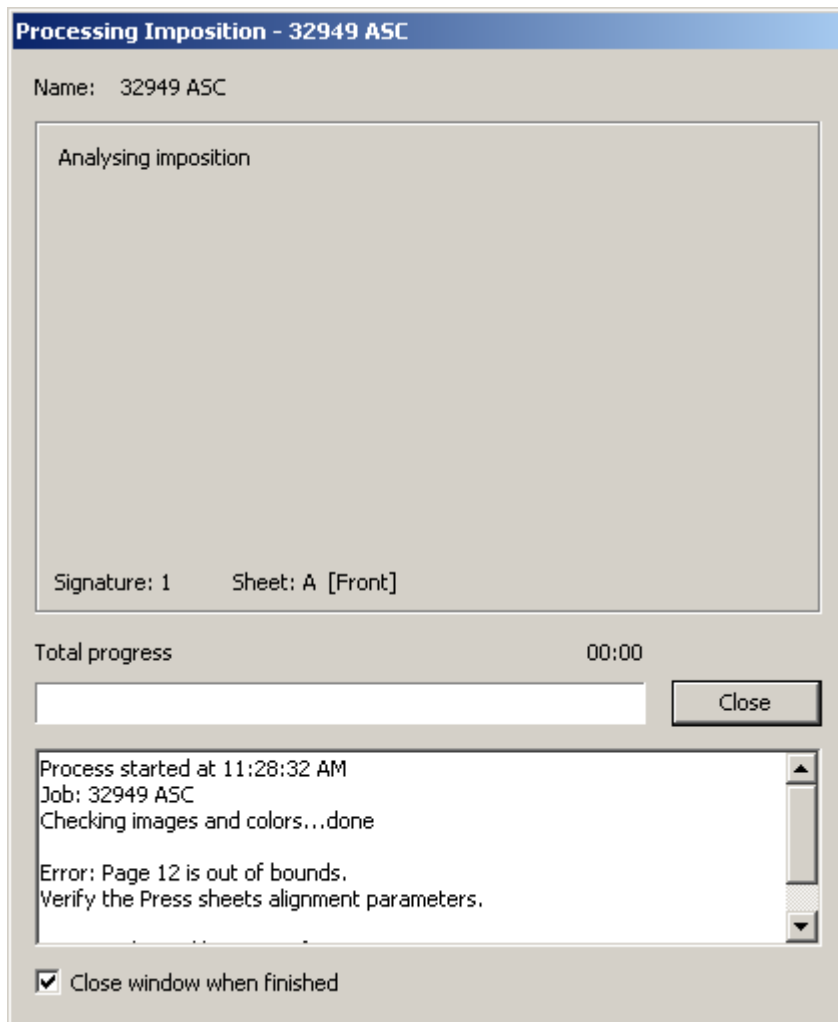 Processing Imposition - 32949 ASC
Name: 32949 ASC
Analysing imposition
Signature: 1 Sheet: A [Front]
Total progress 00:00
Close
Process started at 11:28:32 AM
Job: 32949 ASC
Checking images and colors...done
Error: Page 12 is out of bounds.
Verify the Press sheets alignment parameters.
Close window when finished